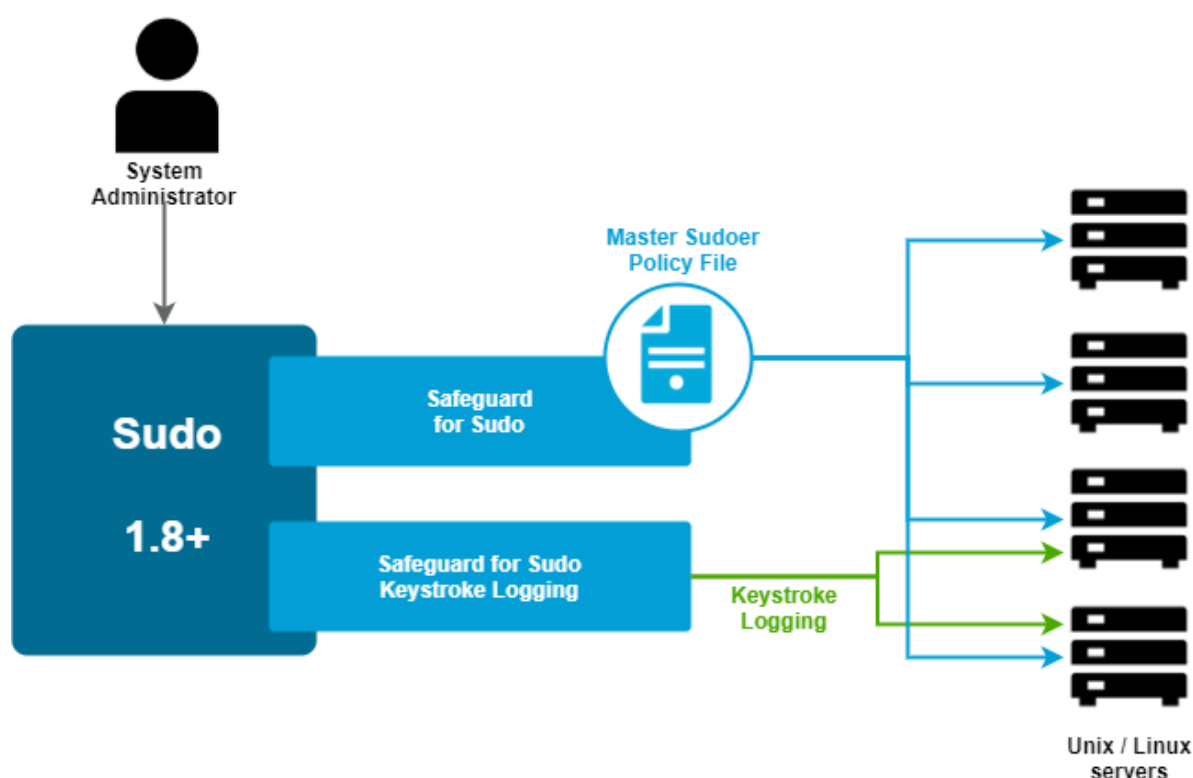 System
Administrator
Master Sudoer
Policy File
Safeguard
for Sudo
Sudo
1.8+
Safeguard for Sudo
Keystroke Logging
Keystroke
Logging
Unix / Linux
servers